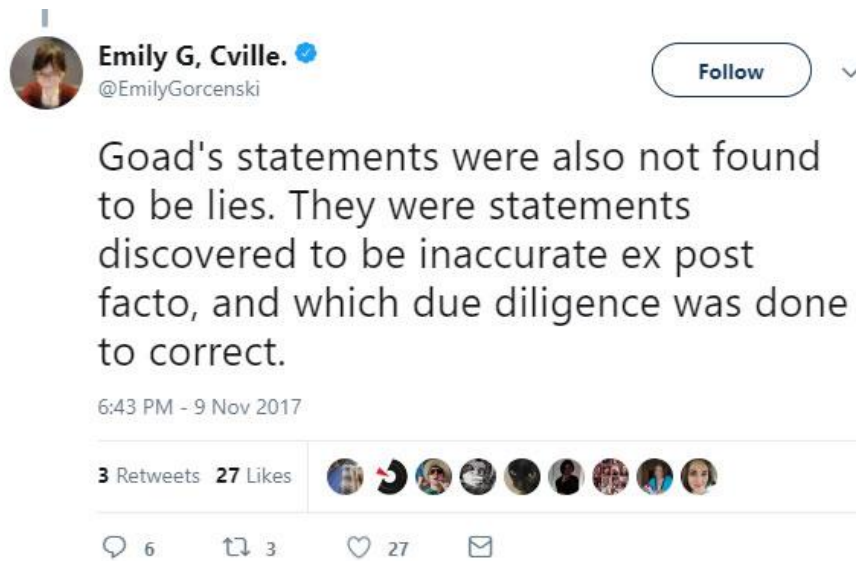 Emily G, Cville.
@EmilyGorcenski
Follow
Goad's statements were also not found
to be lies. They were statements
discovered to be inaccurate ex post
facto, and which due diligence was done
to correct.
6:43 PM - 9 Nov 2017
3 Retweets 27 Likes
6 3 27